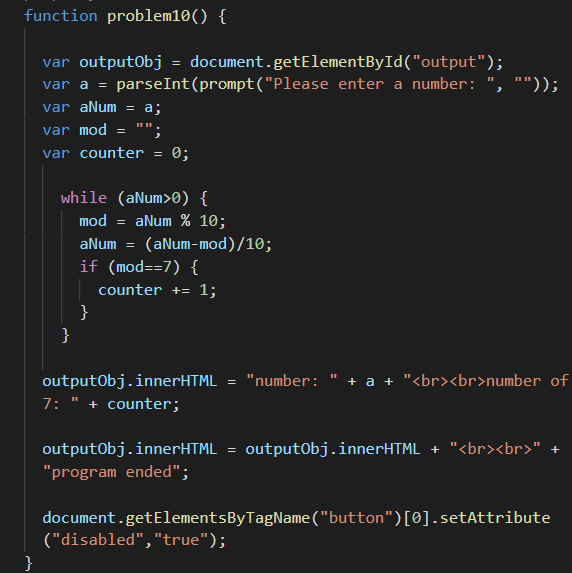 function problem10() {
var outputObj = document.getElementById("output");
var a = parseInt(prompt("Please enter a number: ", ""));
var aNum = a;
var mod = "";
var counter = 0;
while (aNum>0) {
mod = aNum % 10;
aNum = (aNum-mod)/10;
if (mod==7) {
counter += 1;
}
}
outputObj.innerHTML = "number: " + a + "<br><br>number of
7: " + counter;
outputObj.innerHTML = outputObj.innerHTML + "<br><br>" +
"program ended";
document.getElementsByTagName("button")[0].setAttribute
("disabled","true");
}